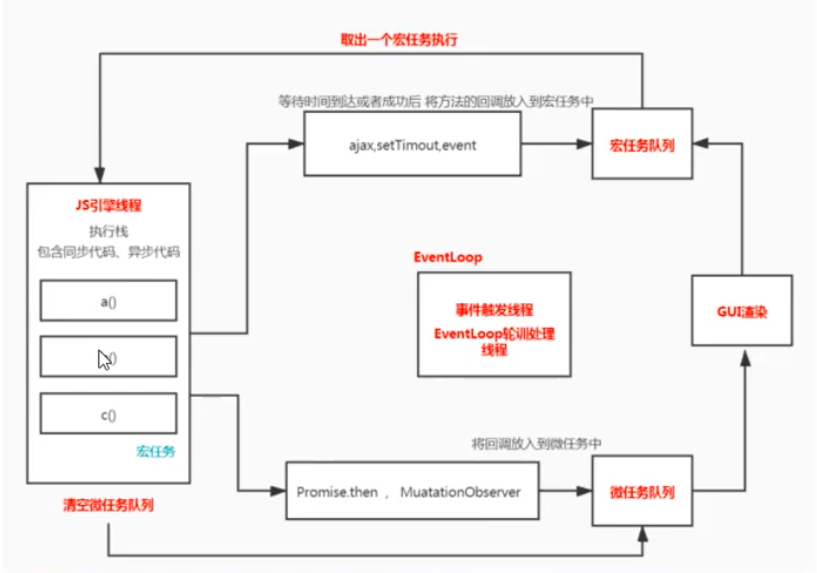 取出一个宏任务执行
等待时间到达或者成功后 将方法的回调放入到宏任务中
ajax,setTimout,event
宏任务队列
JS引擎线程
执行栈
包含同步代码、异步代码
a()
()
c()
宏任务
清空微任务队列
EventLoop
事件触发线程
EventLoop轮训处理
线程
GUI渲染
将回调放入到微任务中
Promise.then ， MuatationObserver
微任务队列